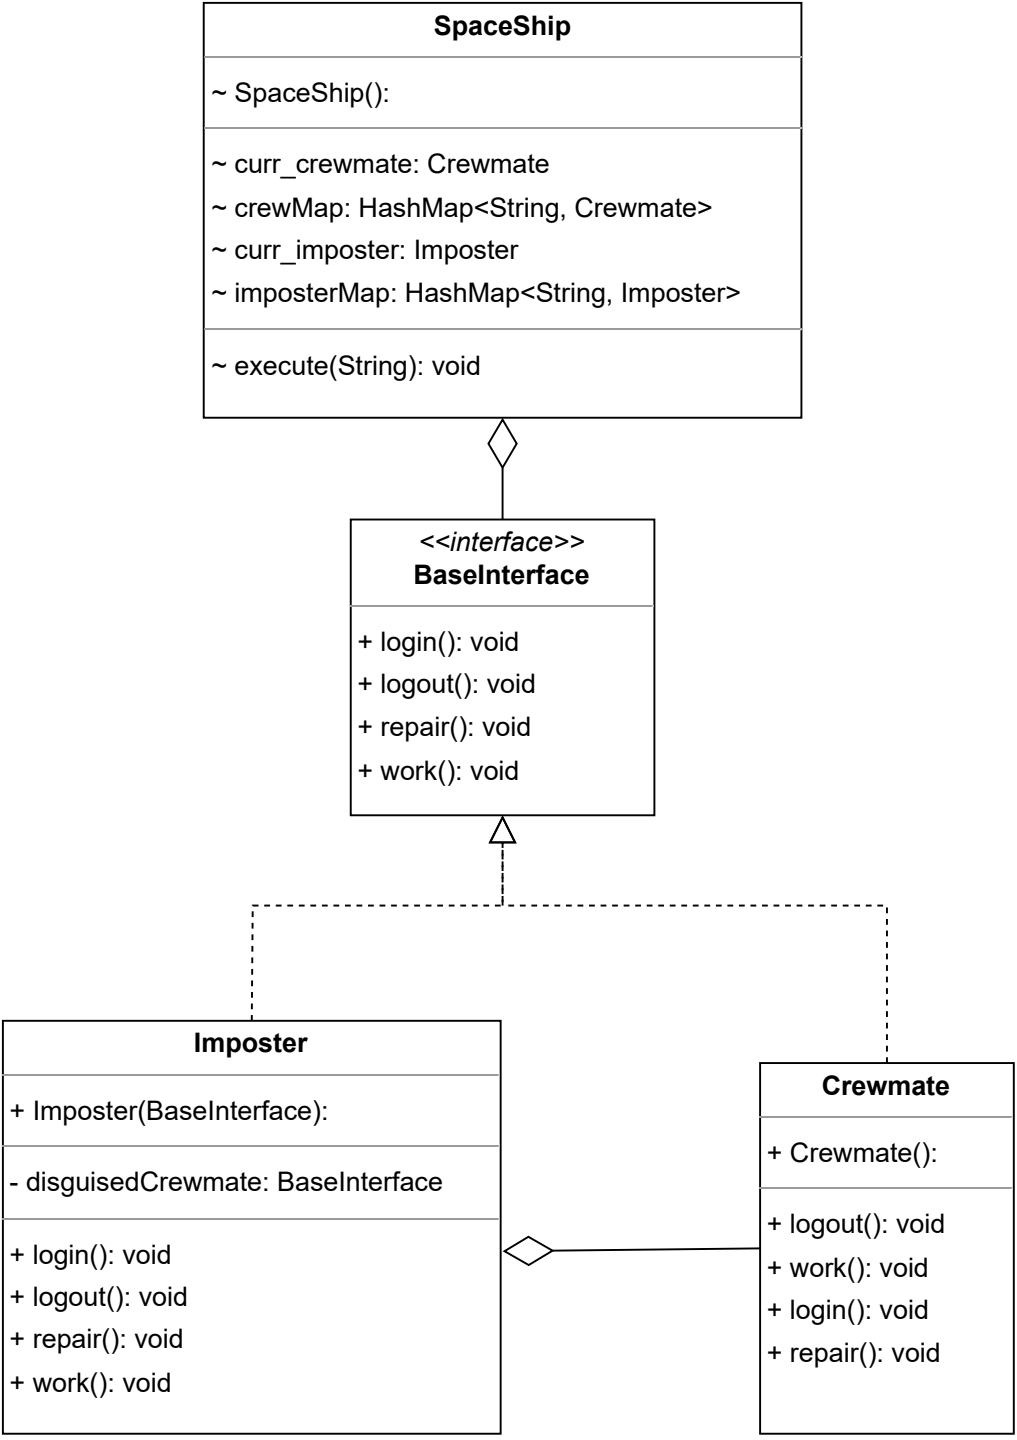 SpaceShip
~ SpaceShip():
~ curr_crewmate: Crewmate
~ crewMap: HashMap<String, Crewmate>
~ curr_imposter: Imposter
~ imposterMap: HashMap<String, Imposter>
~ execute(String): void
<<interface>>
BaseInterface
+ login(): void
+ logout(): void
+ repair(): void
+ work(): void
Imposter
+ Imposter(BaseInterface):
- disguisedCrewmate: BaseInterface
+ login(): void
+ logout(): void
+ repair(): void
+ work(): void
Crewmate
+ Crewmate():
+ logout(): void
+ work(): void
+ login(): void
+ repair(): void